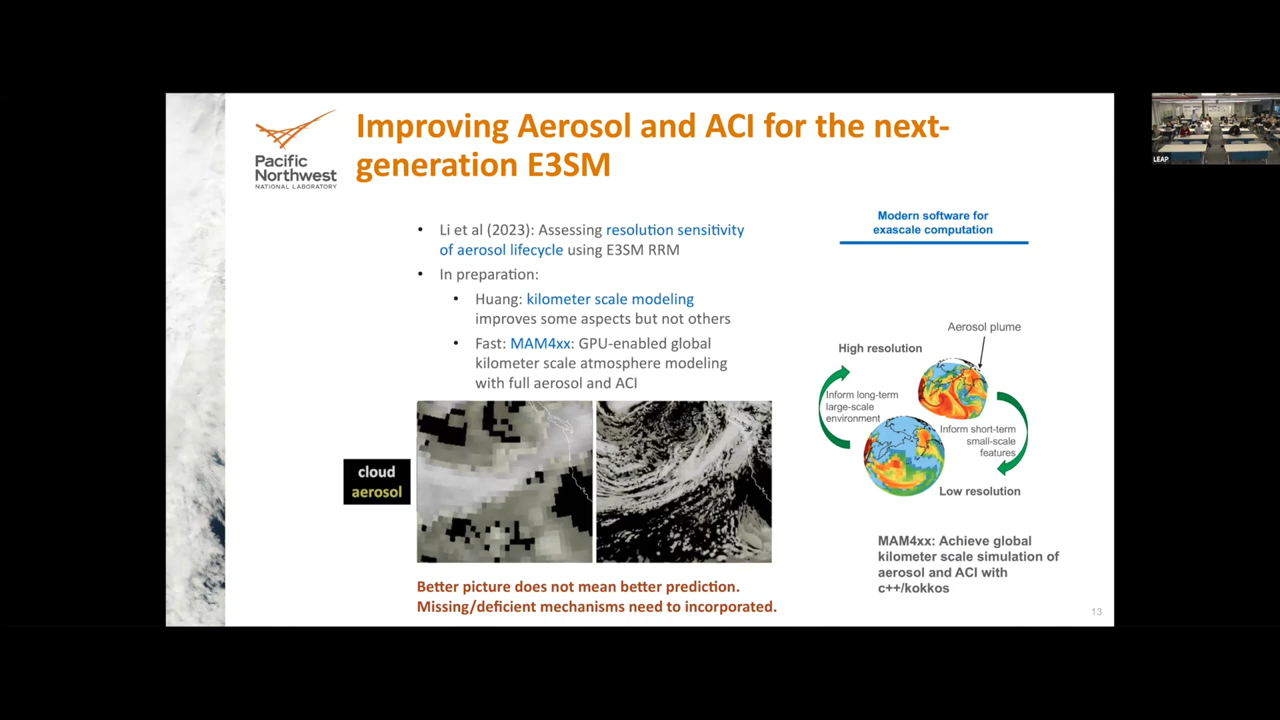 Pacific
Northwest
NATIONAL LABORATORY
Improving Aerosol and ACI for the next-
generation E3SM
• Li et al (2023): Assessing resolution sensitivity
of aerosol lifecycle using E3SM RRM
• In preparation:
• Huang: kilometer scale modeling
improves some aspects but not others
• Fast: MAM4xx: GPU-enabled global
kilometer scale atmosphere modeling
with full aerosol and ACI
cloud
aerosol
Better picture does not mean better prediction.
Missing/deficient mechanisms need to incorporated.
Modern software for
exascale computation
Aerosol plume
High resolution
Inform long-term
large-scale
environment
Inform short-term
small-scale
features
Low resolution
MAM4xx: Achieve global
kilometer scale simulation of
aerosol and ACI with
c++/kokkos
13
LEAP